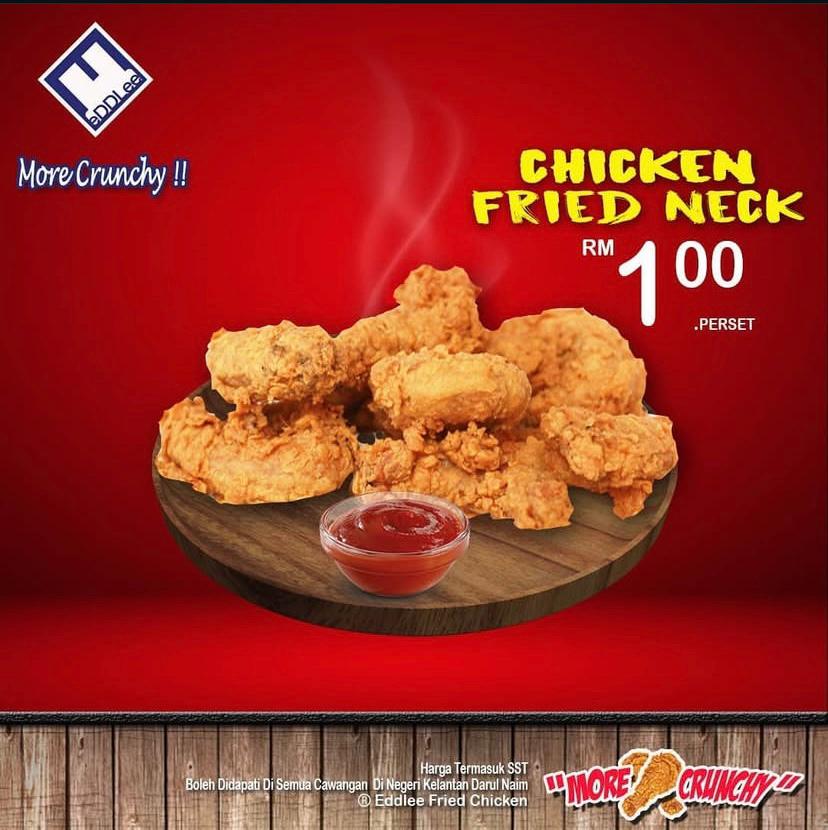 eDDLee
More Crunchy !!
CHICKEN
FRIED NECK
RM 1 00
.PERSET
Harga Termasuk SST
Boleh Didapati Di Semua Cawangan Di Negeri Kelantan Darul Naim
® Eddlee Fried Chicken
"MORE CRUNCHY"